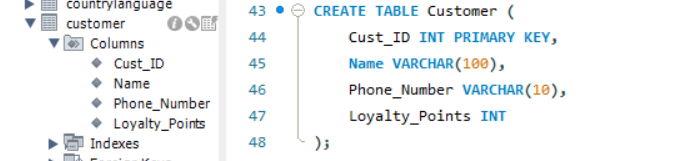 countrylanguage
customer
Columns
Cust_ID
Name
Phone_Number
Loyalty_Points
Indexes
43 CREATE TABLE Customer (
44 Cust_ID INT PRIMARY KEY,
45 Name VARCHAR(100),
46 Phone_Number VARCHAR(10),
47 Loyalty_Points INT
48 );